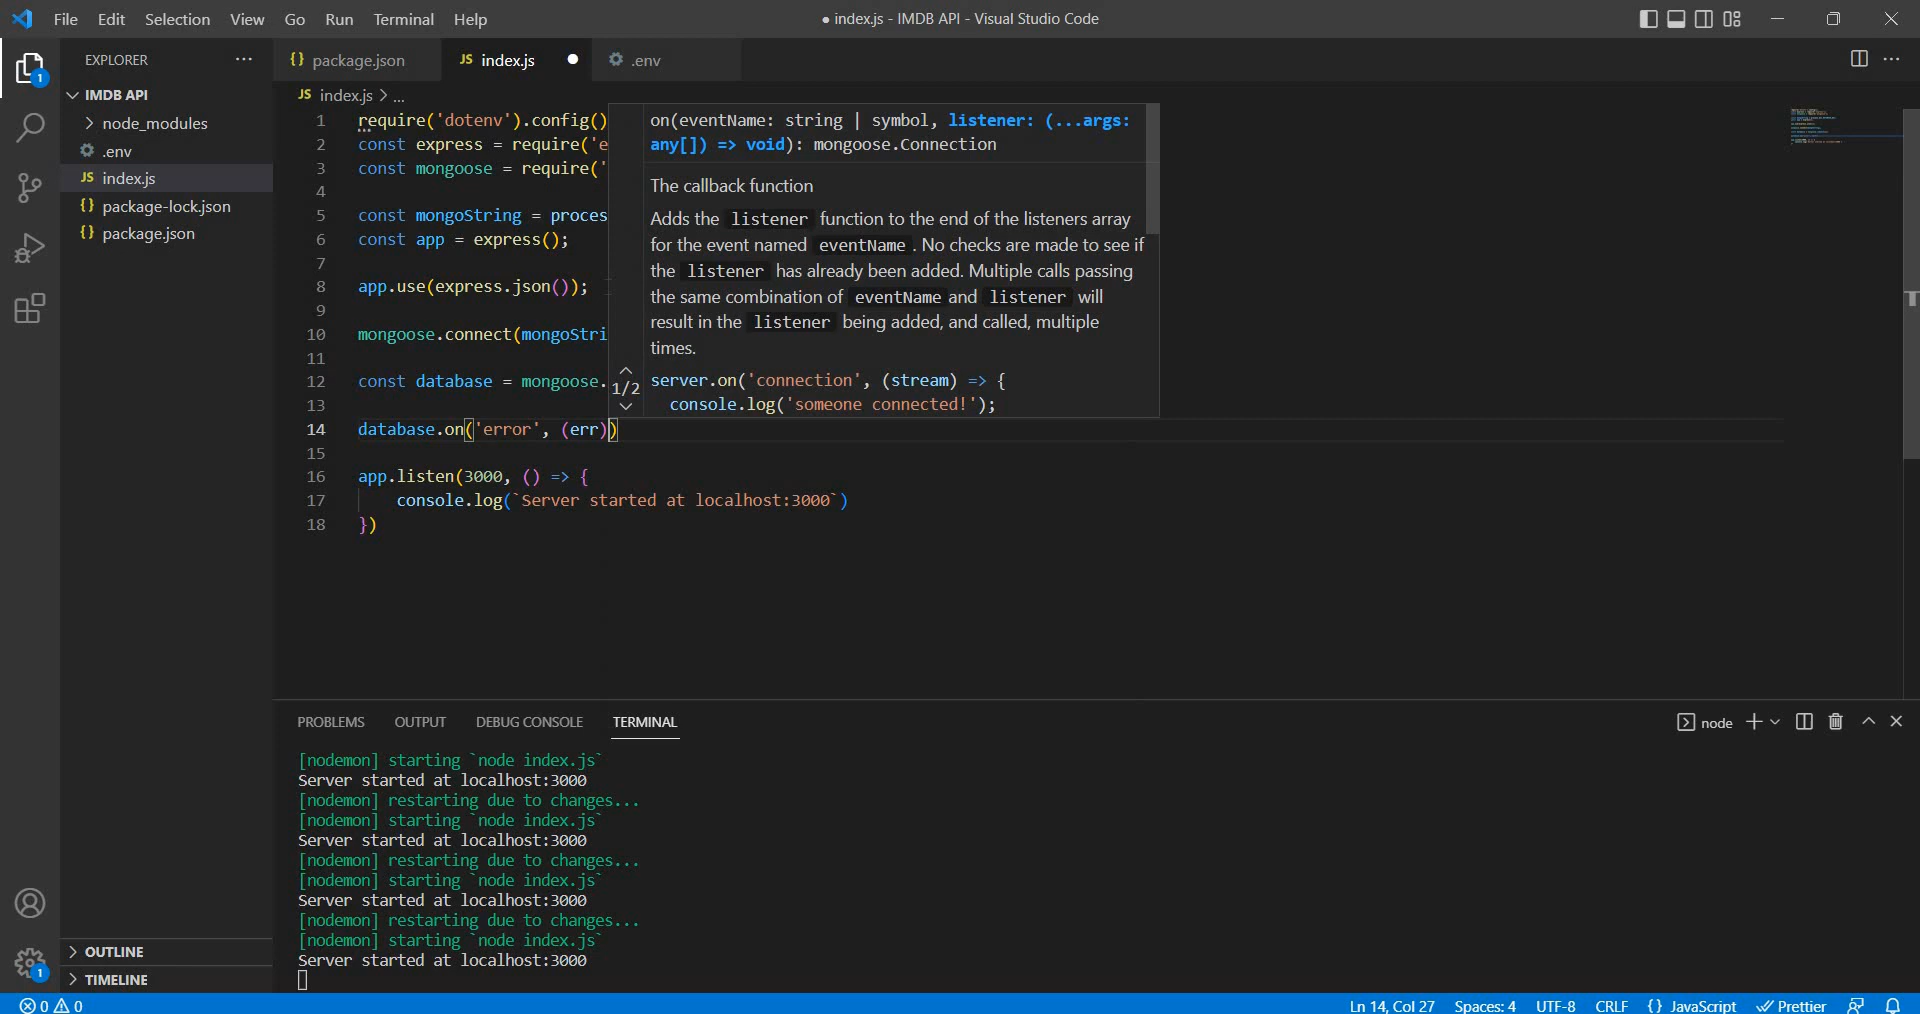 File Edit Selection View Go Run Terminal Help
● index.js - IMDB API - Visual Studio Code
1
EXPLORER ...
{} package.json
JS index.js ●
.env
IMDB API
node_modules
.env
JS index.js
{} package-lock.json
{} package.json
JS index.js > ...
1 require('dotenv').config()
2 const express = require('e
3 const mongoose = require('
4
5 const mongoString = proces
6 const app = express();
7
8 app.use(express.json());
9
10 mongoose.connect(mongoStri
11
12 const database = mongoose.
13
14 database.on('error', (err))
15
16 app.listen(3000, () => {
17 console.log(`Server started at localhost:3000`)
18 })
on(eventName: string | symbol, listener: (...args:
any[]) => void): mongoose.Connection
The callback function
Adds the listener function to the end of the listeners array
for the event named eventName. No checks are made to see if
the listener has already been added. Multiple calls passing
the same combination of eventName and listener will
result in the listener being added, and called, multiple
times.
1/2
server.on('connection', (stream) => {
console.log('someone connected!');
PROBLEMS OUTPUT DEBUG CONSOLE TERMINAL
node
[nodemon] starting `node index.js`
Server started at localhost:3000
[nodemon] restarting due to changes...
[nodemon] starting `node index.js`
Server started at localhost:3000
[nodemon] restarting due to changes...
[nodemon] starting `node index.js`
Server started at localhost:3000
[nodemon] restarting due to changes...
[nodemon] starting `node index.js`
Server started at localhost:3000
OUTLINE
1
TIMELINE
0 0
Ln 14, Col 27 Spaces: 4 UTF-8 CRLF {} JavaScript Prettier